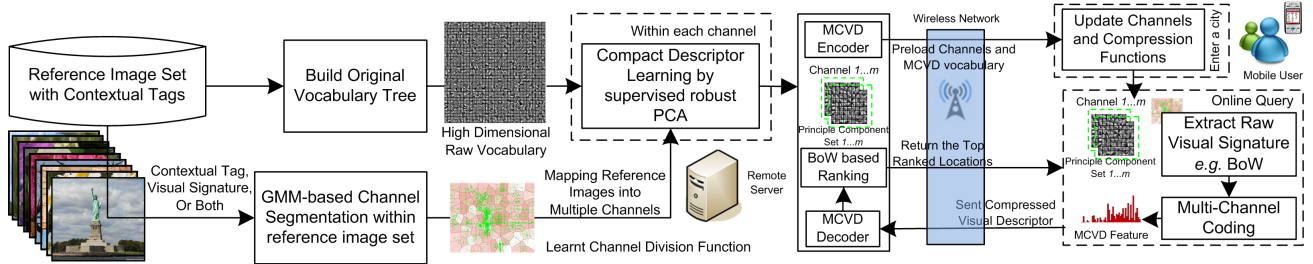 Reference Image Set
with Contextual Tags
Build Original
Vocabulary Tree
High Dimensional
Raw Vocabulary
Contextual Tag,
Visual Signature,
Or Both
GMM-based Channel
Segmentation within
reference image set
Within each channel
Compact Descriptor
Learning by
supervised robust
PCA
Mapping Reference
Images into
Multiple Channels
Learnt Channel Division Function
Remote
Server
MCVD
Encoder
Channel 1...m
Principle Component
Set 1...m
BoW based
Ranking
MCVD
Decoder
Wireless Network
Preload Channels and
MCVD vocabulary
Return the Top
Ranked Locations
Sent Compressed
Visual Descriptor
Update Channels
and Compression
Functions
Enter a city
Mobile User
Channel 1...m
Online Query
Principle Component
Set 1...m
Extract Raw
Visual Signature
e.g. BoW
MCVD Feature
Multi-Channel
Coding